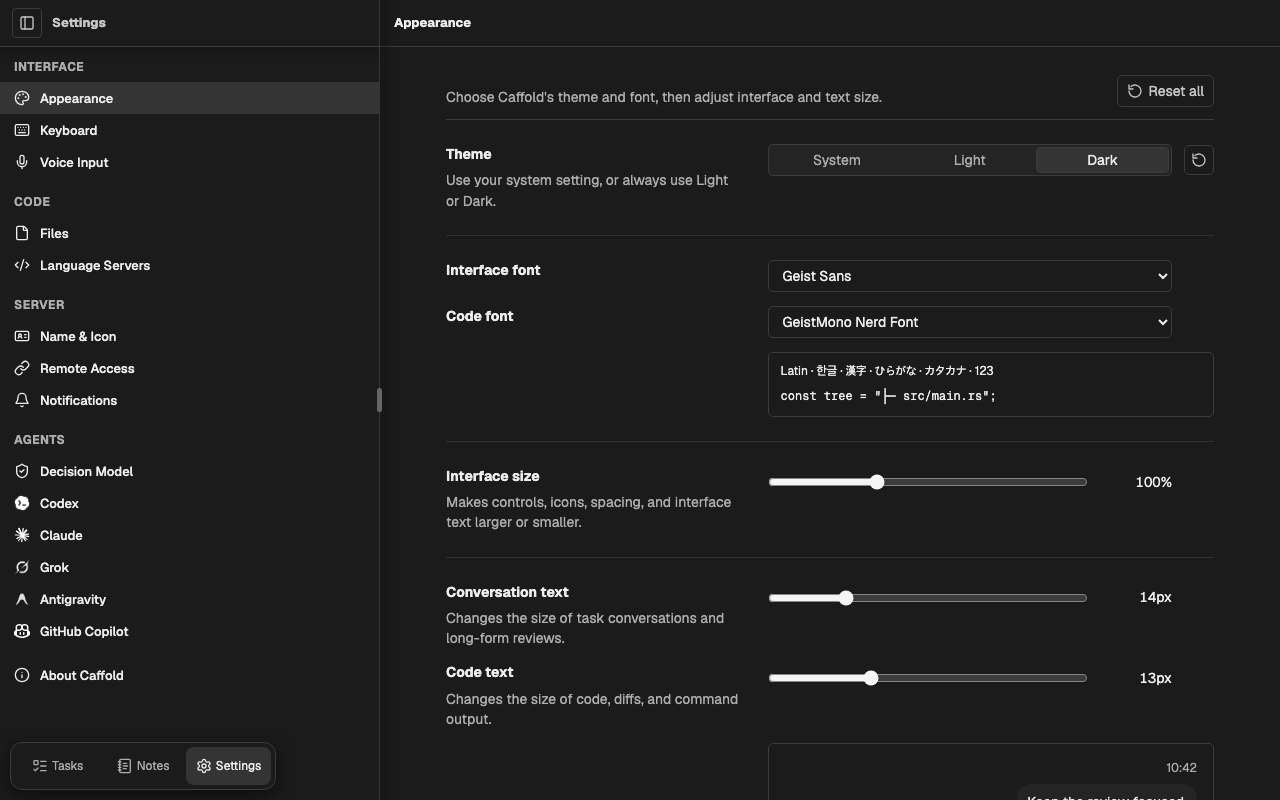 Settings
Appearance
INTERFACE
Appearance
Keyboard
Voice Input
CODE
Files
Language Servers
SERVER
Name & Icon
Remote Access
Notifications
AGENTS
Decision Model
Codex
Claude
Grok
Antigravity
GitHub Copilot
About Caffold
Tasks
Notes
Settings
Choose Caffold's theme and font, then adjust interface and text size.
Reset all
Theme
Use your system setting, or always use Light
or Dark.
System
Light
Dark
Interface font
Geist Sans
Code font
GeistMono Nerd Font
Latin · 한글 · 漢字 · ひらがな · カタカナ · 123
const tree = "├─ src/main.rs";
Interface size
Makes controls, icons, spacing, and interface
text larger or smaller.
100%
Conversation text
Changes the size of task conversations and
long-form reviews.
14px
Code text
Changes the size of code, diffs, and command
output.
13px
10:42
Keep the review focused